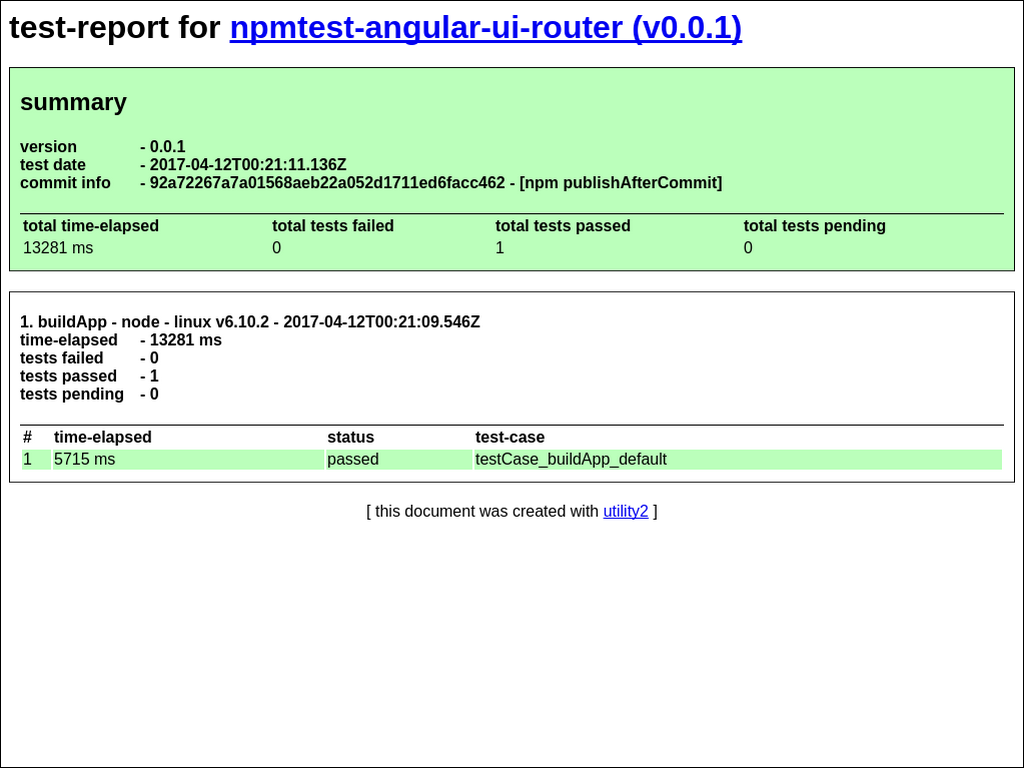 test-report for npmtest-angular-ui-router (v0.0.1)
summary
version - 0.0.1
test date - 2017-04-12T00:21:11.136Z
commit info - 92a72267a7a01568aeb22a052d1711ed6facc462 - [npm publishAfterCommit]
total time-elapsed total tests failed total tests passed total tests pending
13281 ms 0 1 0
1. buildApp - node - linux v6.10.2 - 2017-04-12T00:21:09.546Z
time-elapsed - 13281 ms
tests failed - 0
tests passed - 1
tests pending - 0
# time-elapsed status test-case
1 5715 ms passed testCase_buildApp_default
[ this document was created with utility2 ]